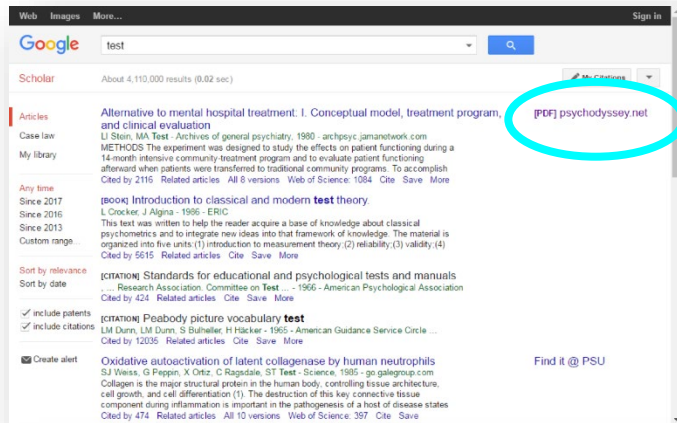 Web Images More... Sign in
Google test
Scholar About 4,110,000 results (0.02 sec) My Citations
Articles
Case law
My library
Any time
Since 2017
Since 2016
Since 2013
Custom range...
Sort by relevance
Sort by date
include patents
include citations
Create alert
Alternative to mental hospital treatment: I. Conceptual model, treatment program, and clinical evaluation
[PDF] psychodyssey.net
LI Stein, MA Test - Archives of general psychiatry, 1980 - archpsyc.jamanetwork.com
METHODS The experiment was designed to study the effects on patient functioning during a
14-month intensive community-treatment program and to evaluate patient functioning
afterward when patients were transferred to traditional community programs. To accomplish
Cited by 2116 Related articles All 8 versions Web of Science: 1084 Cite Save More
[BOOK] Introduction to classical and modern test theory.
L Crocker, J Algina - 1986 - ERIC
This text was written to help the reader acquire a base of knowledge about classical
psychometrics and to integrate new ideas into that framework of knowledge. The material is
organized into five units:(1) introduction to measurement theory;(2) reliability;(3) validity;(4)
Cited by 5615 Related articles Cite Save More
[CITATION] Standards for educational and psychological tests and manuals
, ... Research Association. Committee on Test ... - 1966 - American Psychological Association
Cited by 424 Related articles Cite Save More
[CITATION] Peabody picture vocabulary test
LM Dunn, LM Dunn, S Bulheller, H Häcker - 1965 - American Guidance Service Circle ...
Cited by 12035 Related articles Cite Save More
Oxidative autoactivation of latent collagenase by human neutrophils
Find it @ PSU
SJ Weiss, G Peppin, X Ortiz, C Ragsdale, ST Test - Science, 1985 - go.galegroup.com
Collagen is the major structural protein in the human body, controlling tissue architecture,
cell growth, and cell differentiation (1). The destruction of this key connective tissue
component during inflammation is important in the pathogenesis of a host of disease states
Cited by 474 Related articles All 10 versions Web of Science: 397 Cite Save